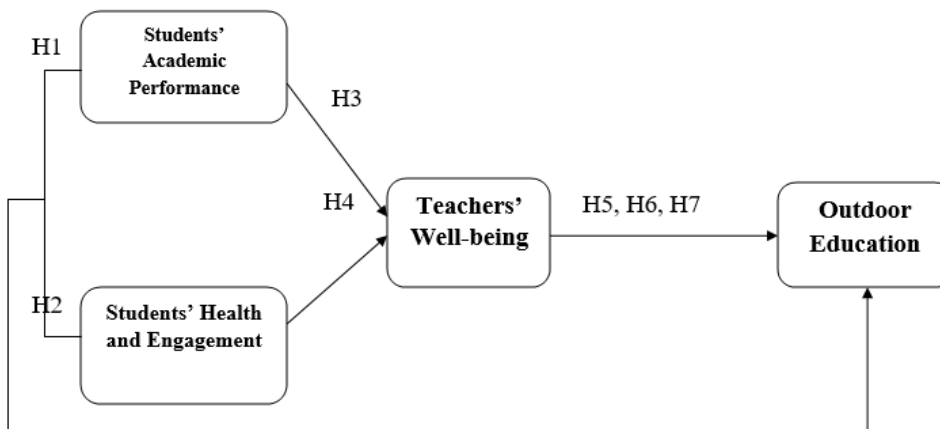 H1
Students’
Academic
Performance
H3
H4
Teachers’
Well-being
H5, H6, H7
Outdoor
Education
H2
Students’ Health
and Engagement